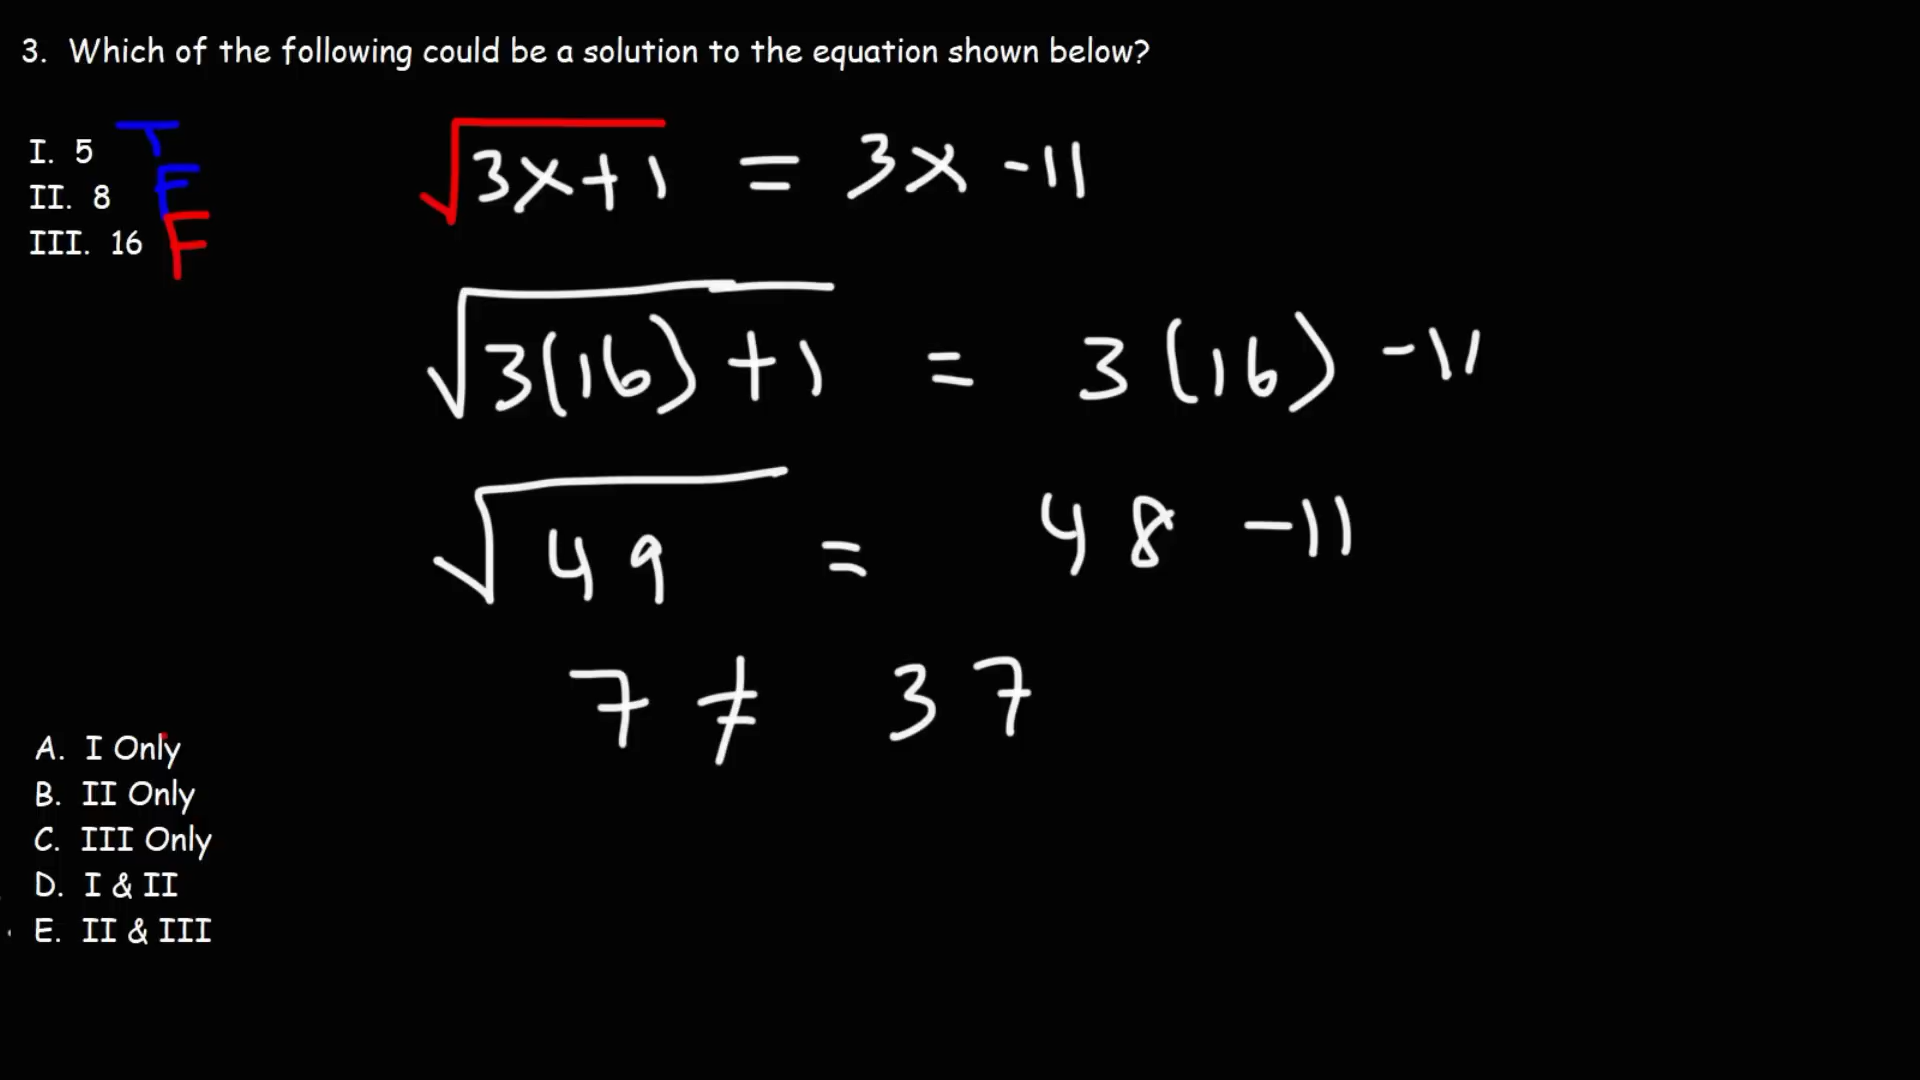 3. Which of the following could be a solution to the equation shown below?
I. 5 T
II. 8 F
III. 16 F
√3x+1 = 3x -11
√3(16) +1 = 3 (16) -11
√49 = 48 -11
7 ≠ 37
A. I Only
B. II Only
C. III Only
D. I & II
E. II & III